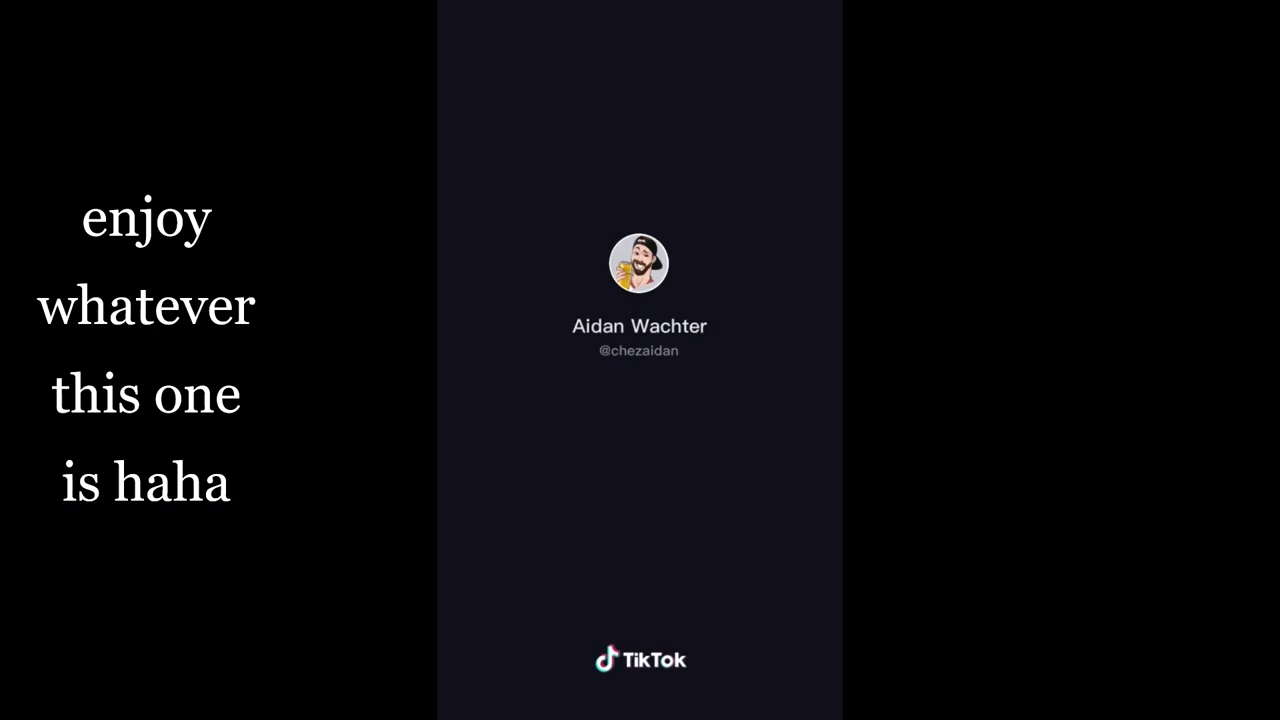 enjoy
whatever
this one
is haha
Aidan Wachter
@chezaidan
TikTok